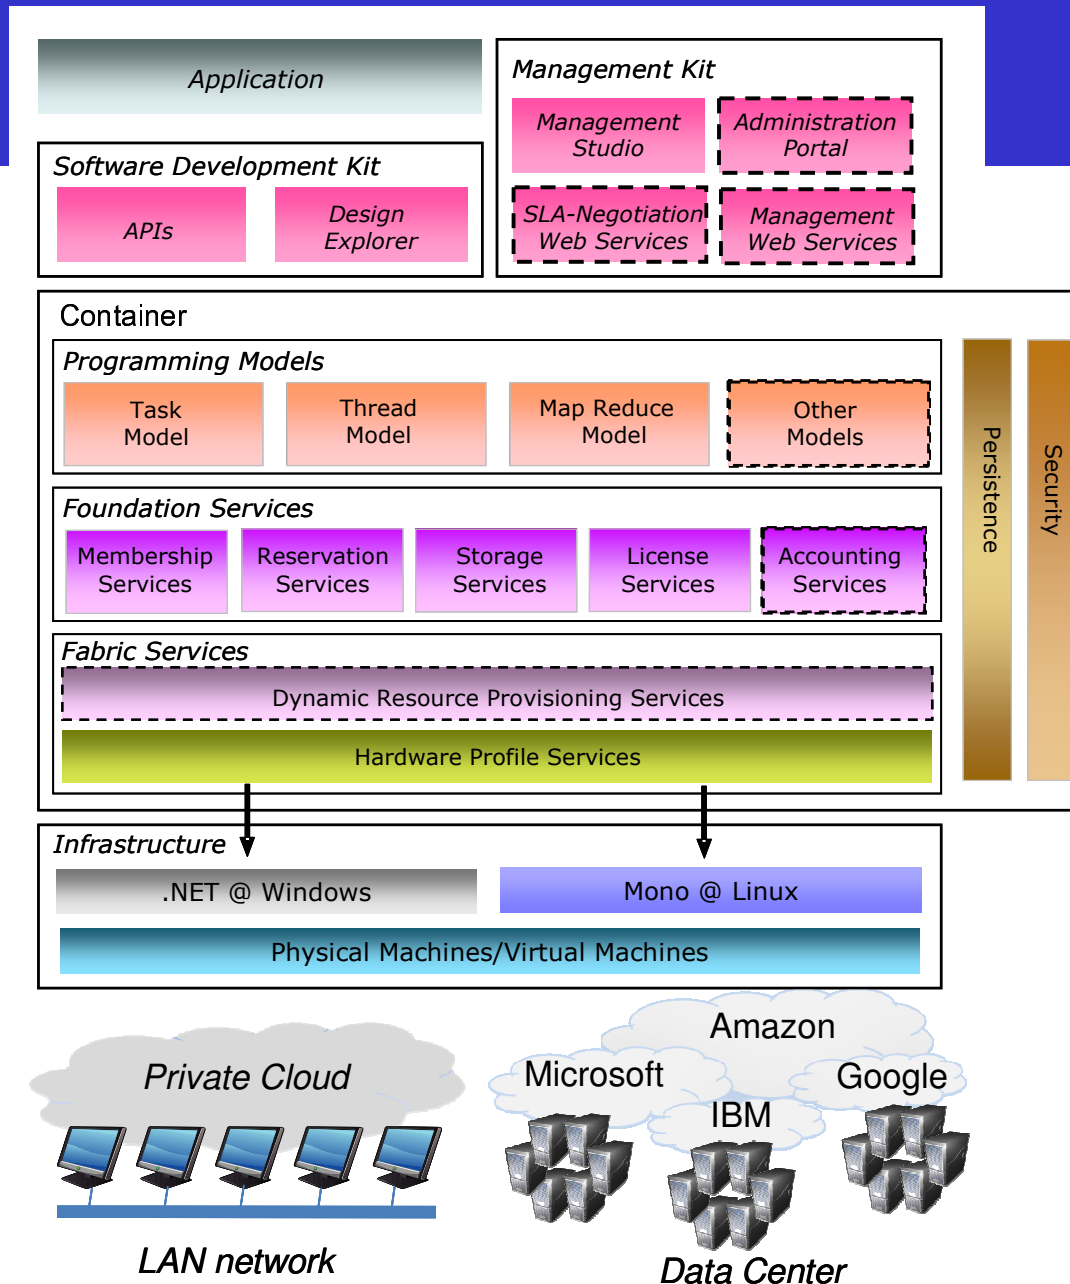 Application
Management Kit
Management
Studio
Administration
Portal
SLA-Negotiation
Web Services
Management
Web Services
Software Development Kit
APIs
Design
Explorer
Container
Programming Models
Task
Model
Thread
Model
Map Reduce
Model
Other
Models
Foundation Services
Membership
Services
Reservation
Services
Storage
Services
License
Services
Accounting
Services
Fabric Services
Dynamic Resource Provisioning Services
Hardware Profile Services
Persistence
Security
Infrastructure
.NET @ Windows
Mono @ Linux
Physical Machines/Virtual Machines
Private Cloud
Amazon
Microsoft
Google
IBM
LAN network
Data Center